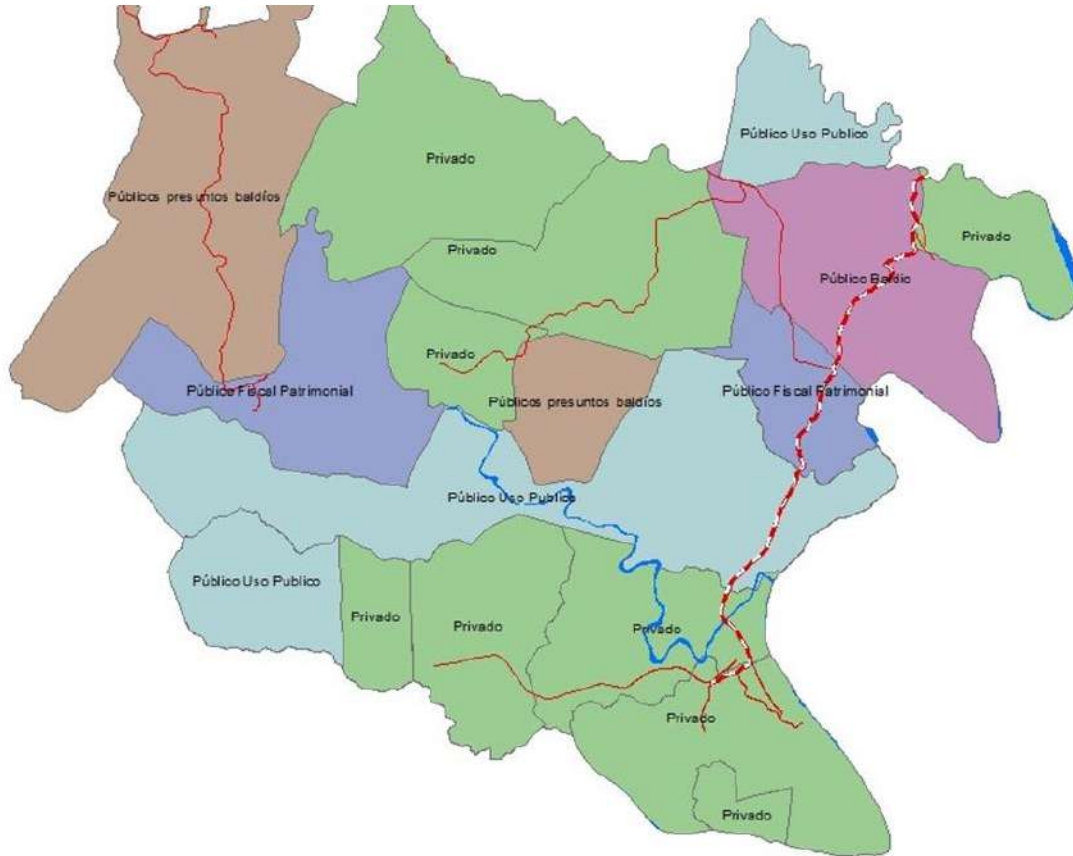 Público Uso Publico
Privado
Públicos presuntos baldíos
Privado
Privado
Público Baldio
Privado
Público Fiscal Patrimonial
Público Fiscal Patrimonial
Públicos presuntos baldíos
Público Uso Publico
Público Uso Publico
Privado
Privado
Privado
Privado
Privado